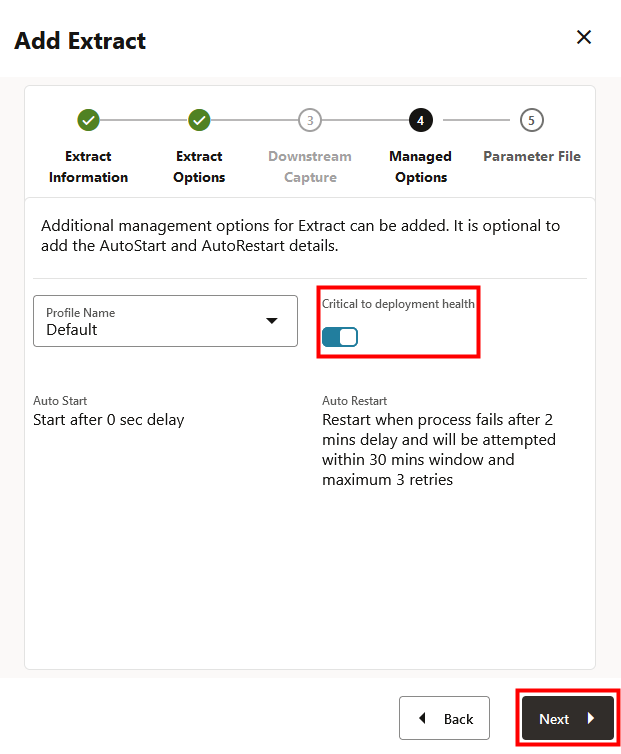 Add Extract
3
4
5
Extract
Information
Extract
Options
Downstream
Capture
Managed
Options
Parameter File
Additional management options for Extract can be added. It is optional to
add the AutoStart and AutoRestart details.
Profile Name
Default
Critical to deployment health
Auto Start
Start after 0 sec delay
Auto Restart
Restart when process fails after 2
mins delay and will be attempted
within 30 mins window and
maximum 3 retries
Back
Next